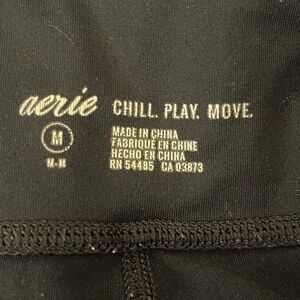 aerie CHILL. PLAY. MOVE.
M
M-M
MADE IN CHINA
FABRIQUÉ EN CHINE
HECHO EN CHINA
RN 54485 CA 03873